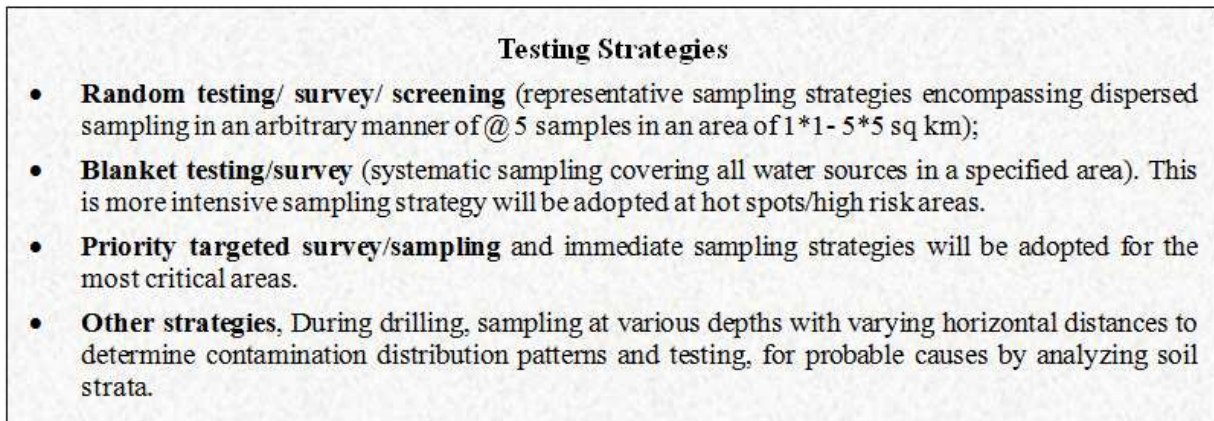 Testing Strategies
• Random testing/ survey/ screening (representative sampling strategies encompassing dispersed
sampling in an arbitrary manner of @ 5 samples in an area of 1*1- 5*5 sq km);
• Blanket testing/survey (systematic sampling covering all water sources in a specified area). This
is more intensive sampling strategy will be adopted at hot spots/high risk areas.
• Priority targeted survey/sampling and immediate sampling strategies will be adopted for the
most critical areas.
• Other strategies, During drilling, sampling at various depths with varying horizontal distances to
determine contamination distribution patterns and testing, for probable causes by analyzing soil
strata.